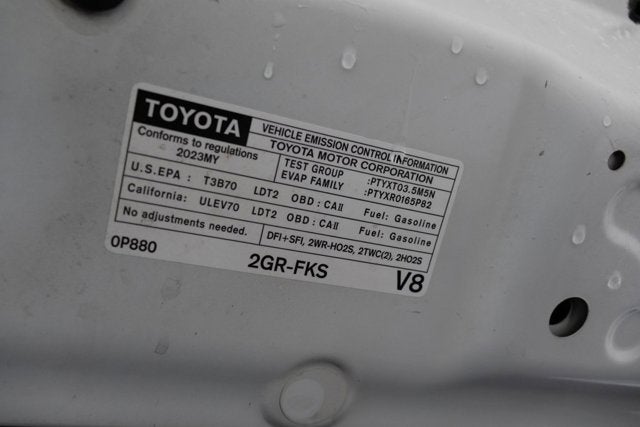 TOYOTA
VEHICLE EMISSION CONTROL INFORMATION
Conforms to regulations
2023MY
TOYOTA MOTOR CORPORATION
TEST GROUP :PTYXT03.5M5N
EVAP FAMILY :PTYXR0165P82
U.S.EPA : T3B70 LDT2 OBD : CAII Fuel: Gasoline
California: ULEV70 LDT2 OBD : CAII Fuel: Gasoline
No adjustments needed.
DFI+SFI, 2WR-HO2S, 2TWC(2), 2HO2S
0P880
2GR-FKS
V8